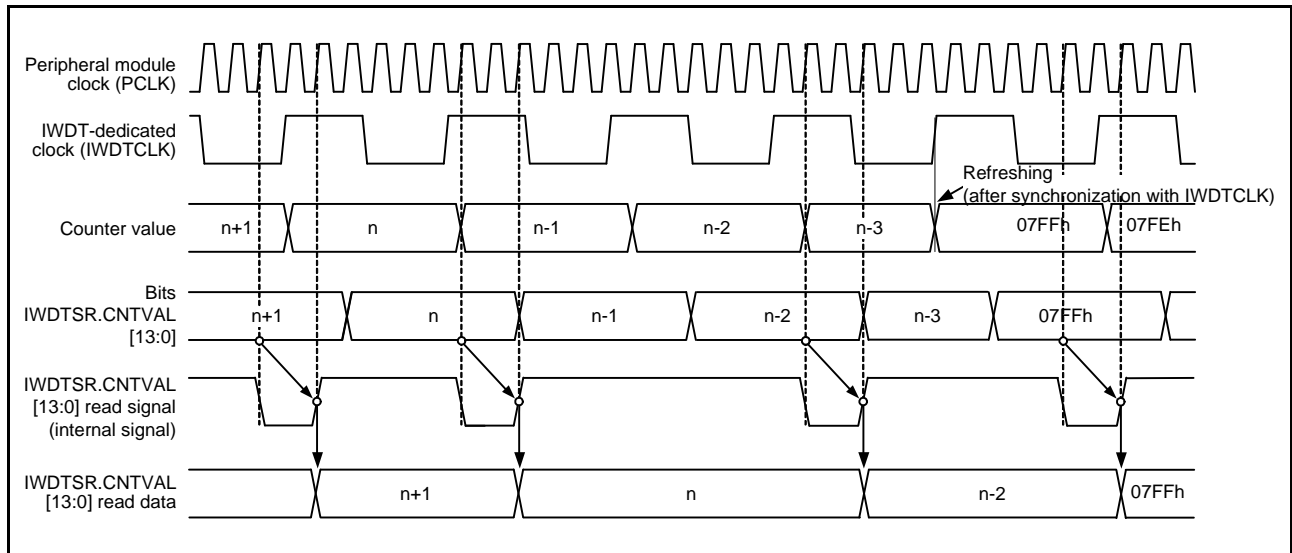 Peripheral module
clock (PCLK)
IWDT-dedicated
clock (IWDTCLK)
Refreshing
(after synchronization with IWDTCLK)
Counter value
n+1
n
n-1
n-2
n-3
07FFh
07FEh
Bits
IWDTSR.CNTVAL
[13:0]
n+1
n
n-1
n-2
n-3
07FFh
IWDTSR.CNTVAL
[13:0] read signal
(internal signal)
IWDTSR.CNTVAL
[13:0] read data
n+1
n
n-2
07FFh